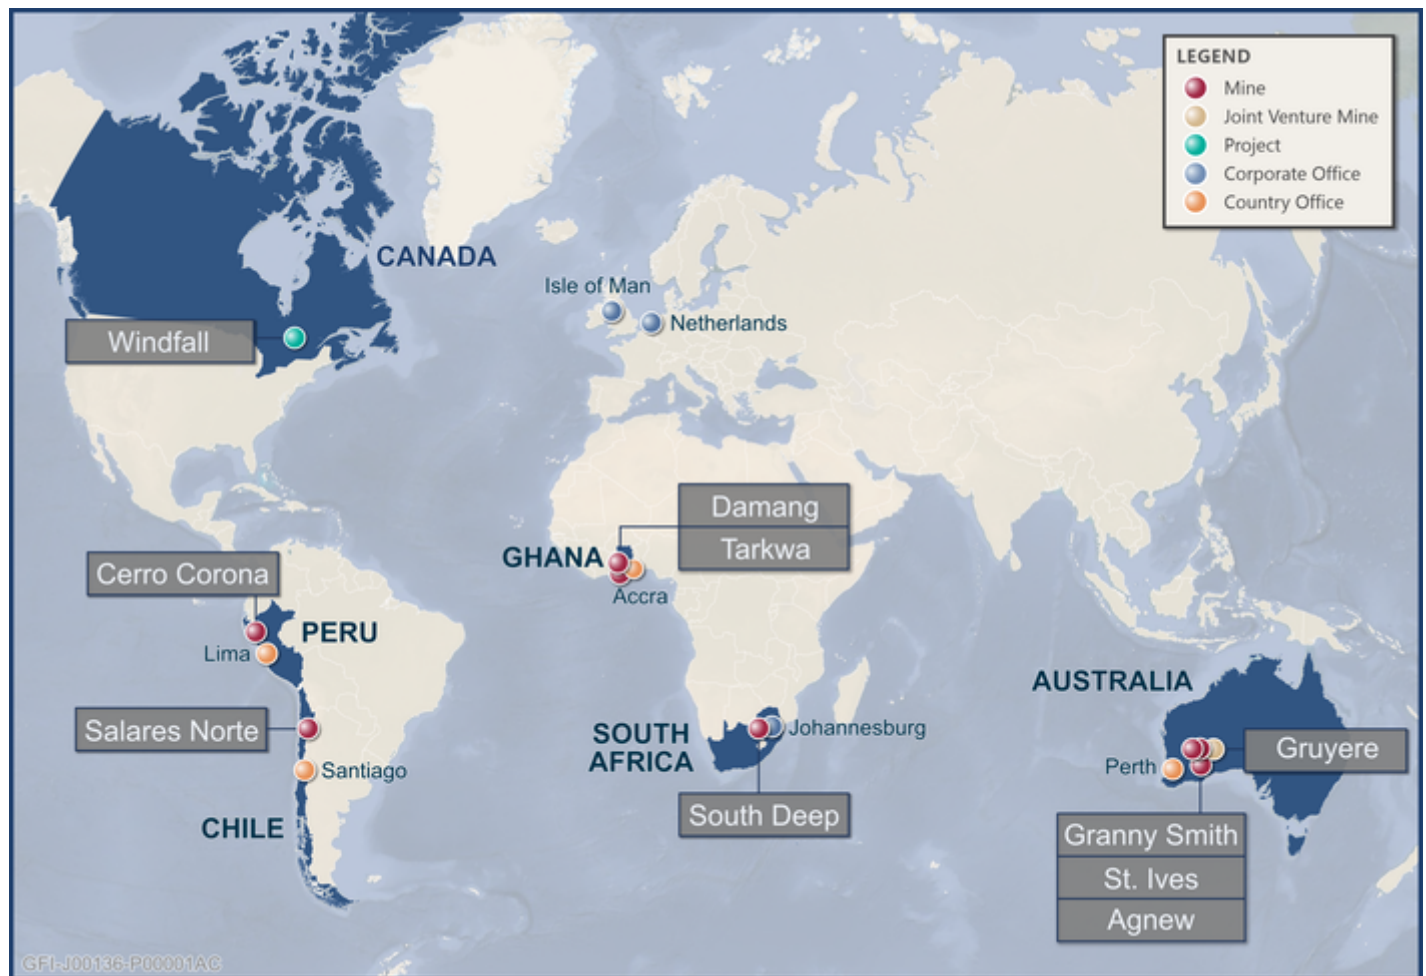 LEGEND
Mine
Joint Venture Mine
Project
Corporate Office
Country Office
CANADA
Isle of Man
Netherlands
Windfall
Damang
Tarkwa
GHANA
Accra
Cerro Corona
PERU
Lima
AUSTRALIA
Salares Norte
SOUTH
AFRICA
Johannesburg
Gruyere
Perth
Santiago
South Deep
CHILE
Granny Smith
St. Ives
Agnew
GFI-J00136-P00001AC